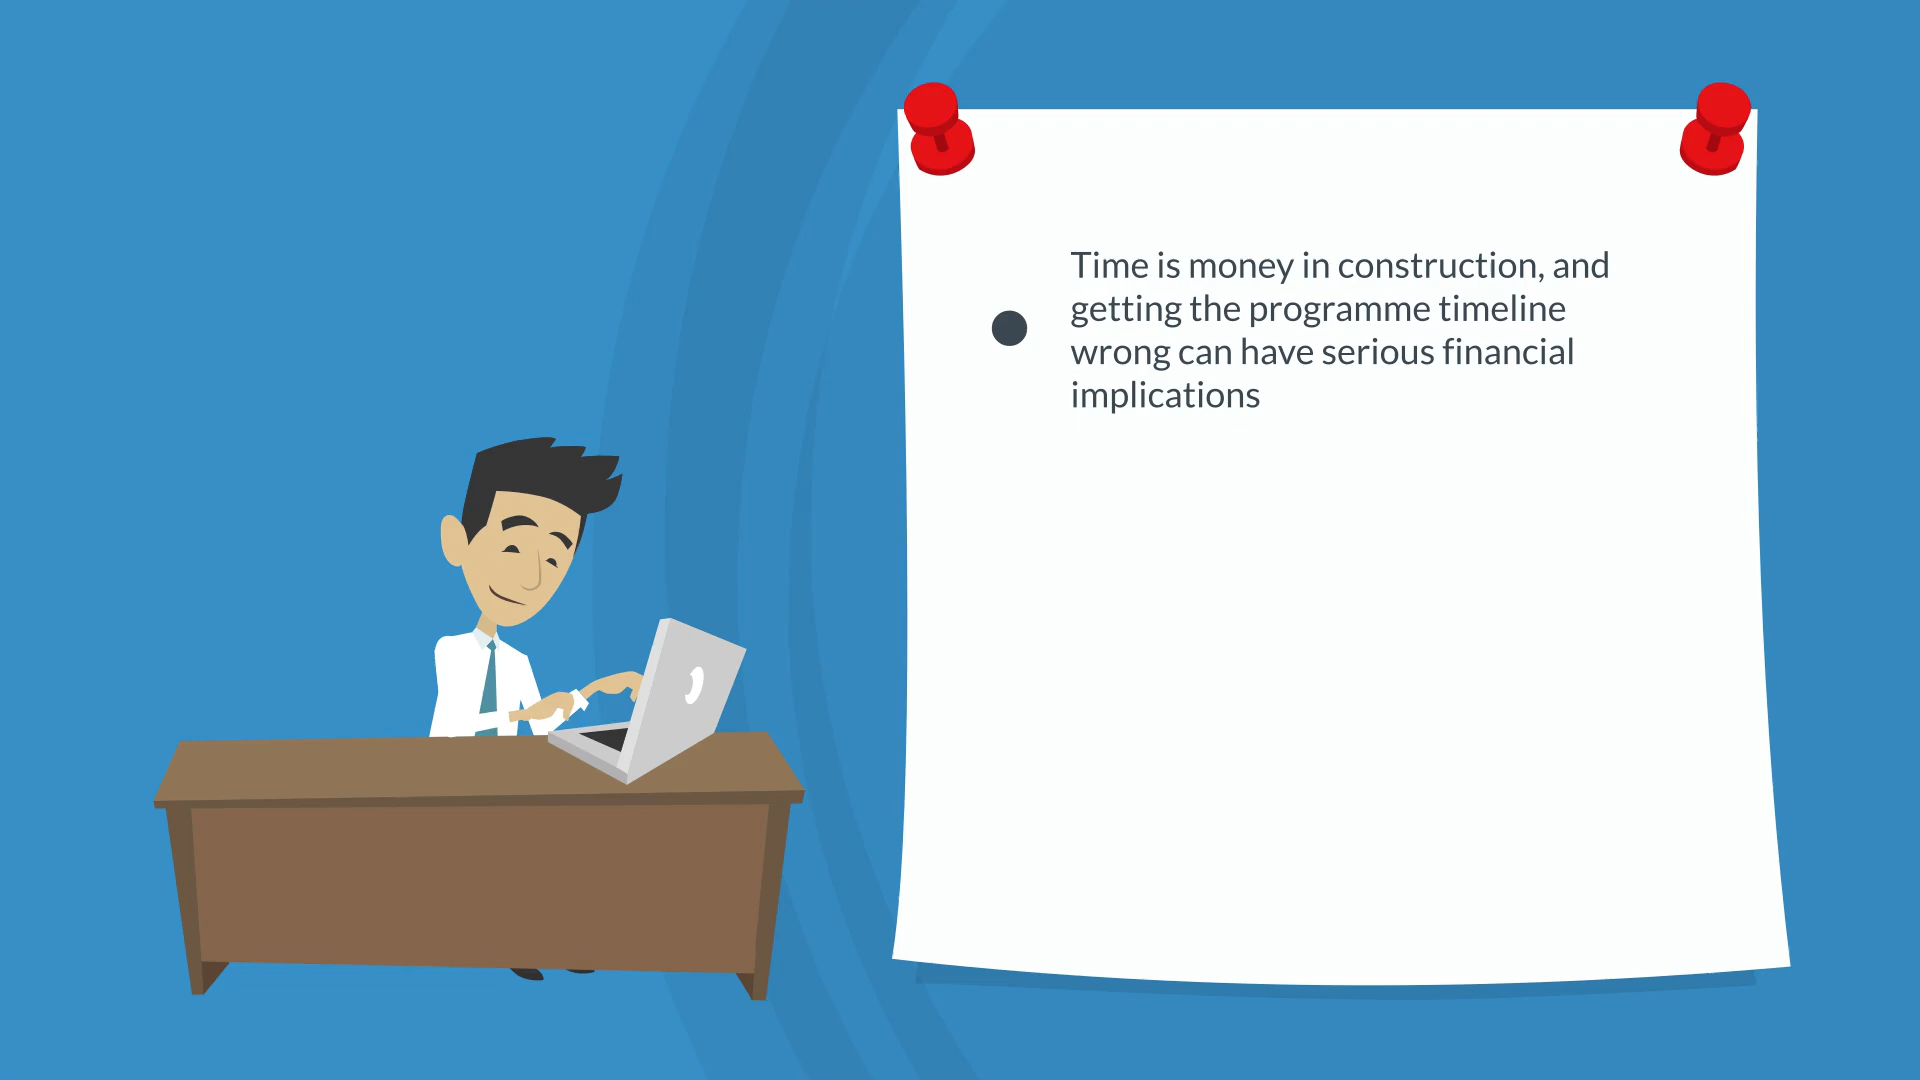 Time is money in construction, and
getting the programme timeline
wrong can have serious financial
implications